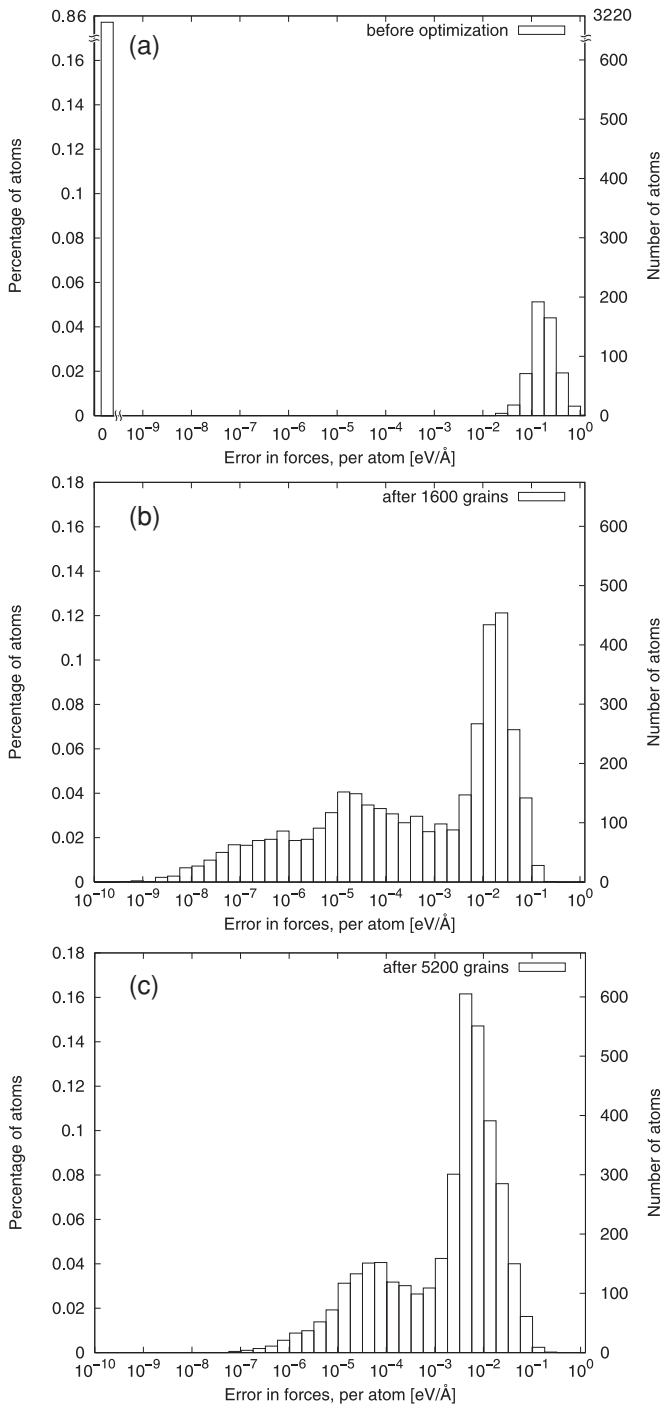 (a)
before optimization
Percentage of atoms
0.86
0.16
0.14
0.12
0.1
0.08
0.06
0.04
0.02
0
3220
600
500
400
300
200
100
0
Number of atoms
0 10⁻⁹ 10⁻⁸ 10⁻⁷ 10⁻⁶ 10⁻⁵ 10⁻⁴ 10⁻³ 10⁻² 10⁻¹ 10⁰
Error in forces, per atom [eV/Å]
(b)
after 1600 grains
Percentage of atoms
0.18
0.16
0.14
0.12
0.1
0.08
0.06
0.04
0.02
0
600
500
400
300
200
100
0
Number of atoms
10⁻¹⁰ 10⁻⁹ 10⁻⁸ 10⁻⁷ 10⁻⁶ 10⁻⁵ 10⁻⁴ 10⁻³ 10⁻² 10⁻¹ 10⁰
Error in forces, per atom [eV/Å]
(c)
after 5200 grains
Percentage of atoms
0.18
0.16
0.14
0.12
0.1
0.08
0.06
0.04
0.02
0
600
500
400
300
200
100
0
Number of atoms
10⁻¹⁰ 10⁻⁹ 10⁻⁸ 10⁻⁷ 10⁻⁶ 10⁻⁵ 10⁻⁴ 10⁻³ 10⁻² 10⁻¹ 10⁰
Error in forces, per atom [eV/Å]